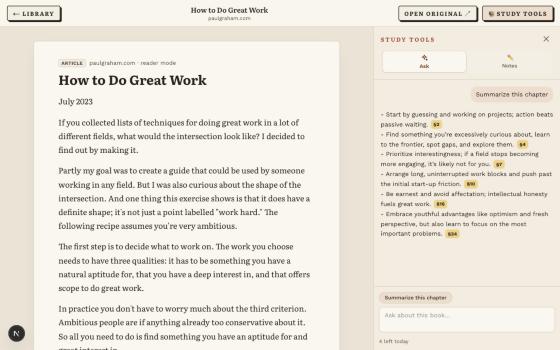 ← LIBRARY
How to Do Great Work
paulgraham.com
OPEN ORIGINAL ↗
STUDY TOOLS
ARTICLE paulgraham.com · reader mode
How to Do Great Work
July 2023
If you collected lists of techniques for doing great work in a lot of
different fields, what would the intersection look like? I decided to
find out by making it.
Partly my goal was to create a guide that could be used by someone
working in any field. But I was also curious about the shape of the
intersection. And one thing this exercise shows is that it does have a
definite shape; it's not just a point labelled "work hard." The
following recipe assumes you're very ambitious.
The first step is to decide what to work on. The work you choose
needs to have three qualities: it has to be something you have a
natural aptitude for, that you have a deep interest in, and that offers
scope to do great work.
In practice you don't have to worry much about the third criterion.
Ambitious people are if anything already too conservative about it.
So all you need to do is find something you have an aptitude for and
great interest in.
N
STUDY TOOLS
Ask
Notes
Summarize this chapter
- Start by guessing and working on projects; action beats
passive waiting. §2
- Find something you're excessively curious about, learn
to the frontier, spot gaps, and explore them. §4
- Prioritize interestingness; if a field stops becoming
more engaging, it's likely not for you. §7
- Arrange long, uninterrupted work blocks and push past
the initial start-up friction. §10
- Be earnest and avoid affectation; intellectual honesty
fuels great work. §16
- Embrace youthful advantages like optimism and fresh
perspective, but also learn to focus on the most
important problems. §34
Summarize this chapter
Ask about this book...
4 left today